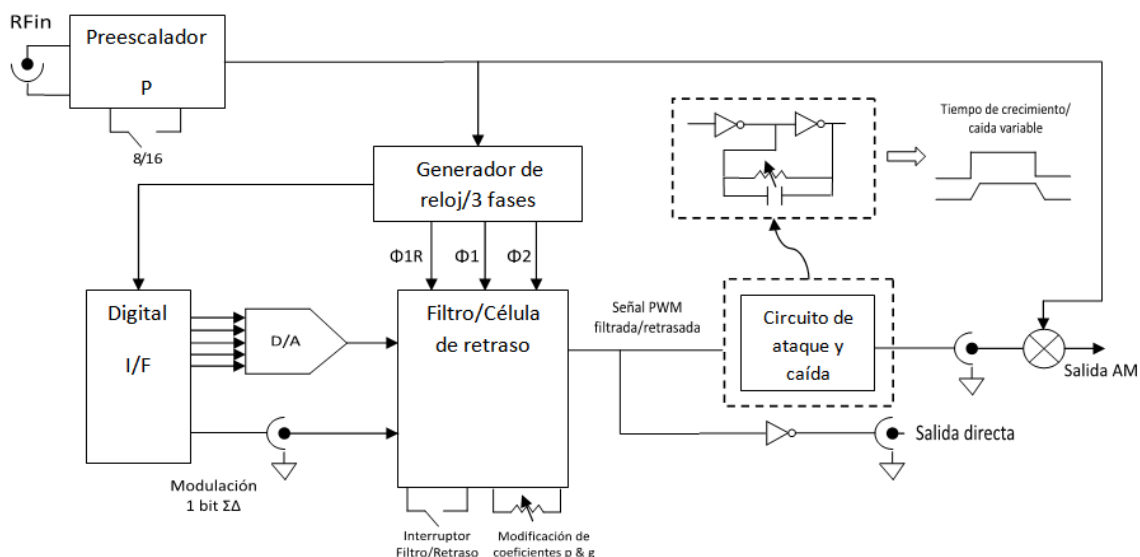 RFin
Preescalador
P
8/16
Tiempo de crecimiento/
caida variable
Generador de
reloj/3 fases
Φ1R
Φ1
Φ2
Digital
I/F
D/A
Filtro/Célula
de retraso
Señal PWM
filtrada/retrasada
Circuito de
ataque y
caída
Salida AM
Salida directa
Modulación
1 bit ΣΔ
Interruptor
Filtro/Retraso
Modificación de
coeficientes p & g